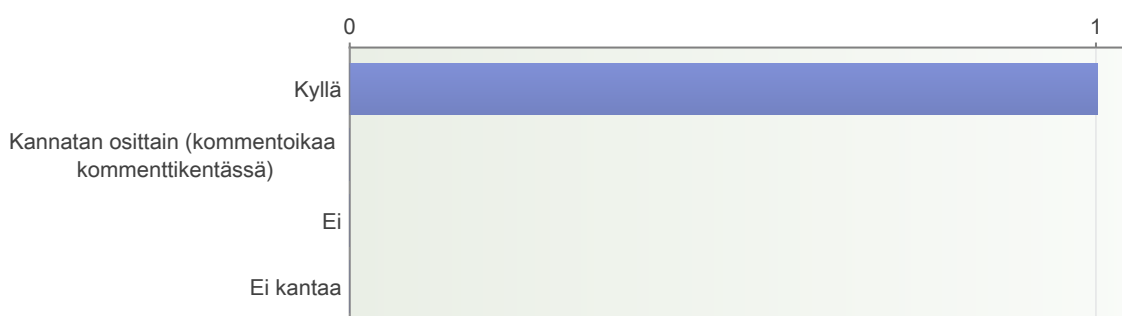 0 1
Kyllä
Kannatan osittain (kommentoikaa
kommenttikentässä)
Ei
Ei kantaa